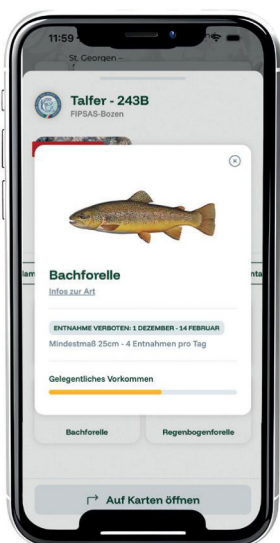 11:59
St. Georgen –
Talfer - 243B
FIPSAS-Bozen
Bachforelle
Infos zur Art
ENTNAHME VERBOTEN: 1 DEZEMBER - 14 FEBRUAR
Mindestmaß 25cm - 4 Entnahmen pro Tag
Gelegentliches Vorkommen
Bachforelle
Regenbogenforelle
Auf Karten öffnen